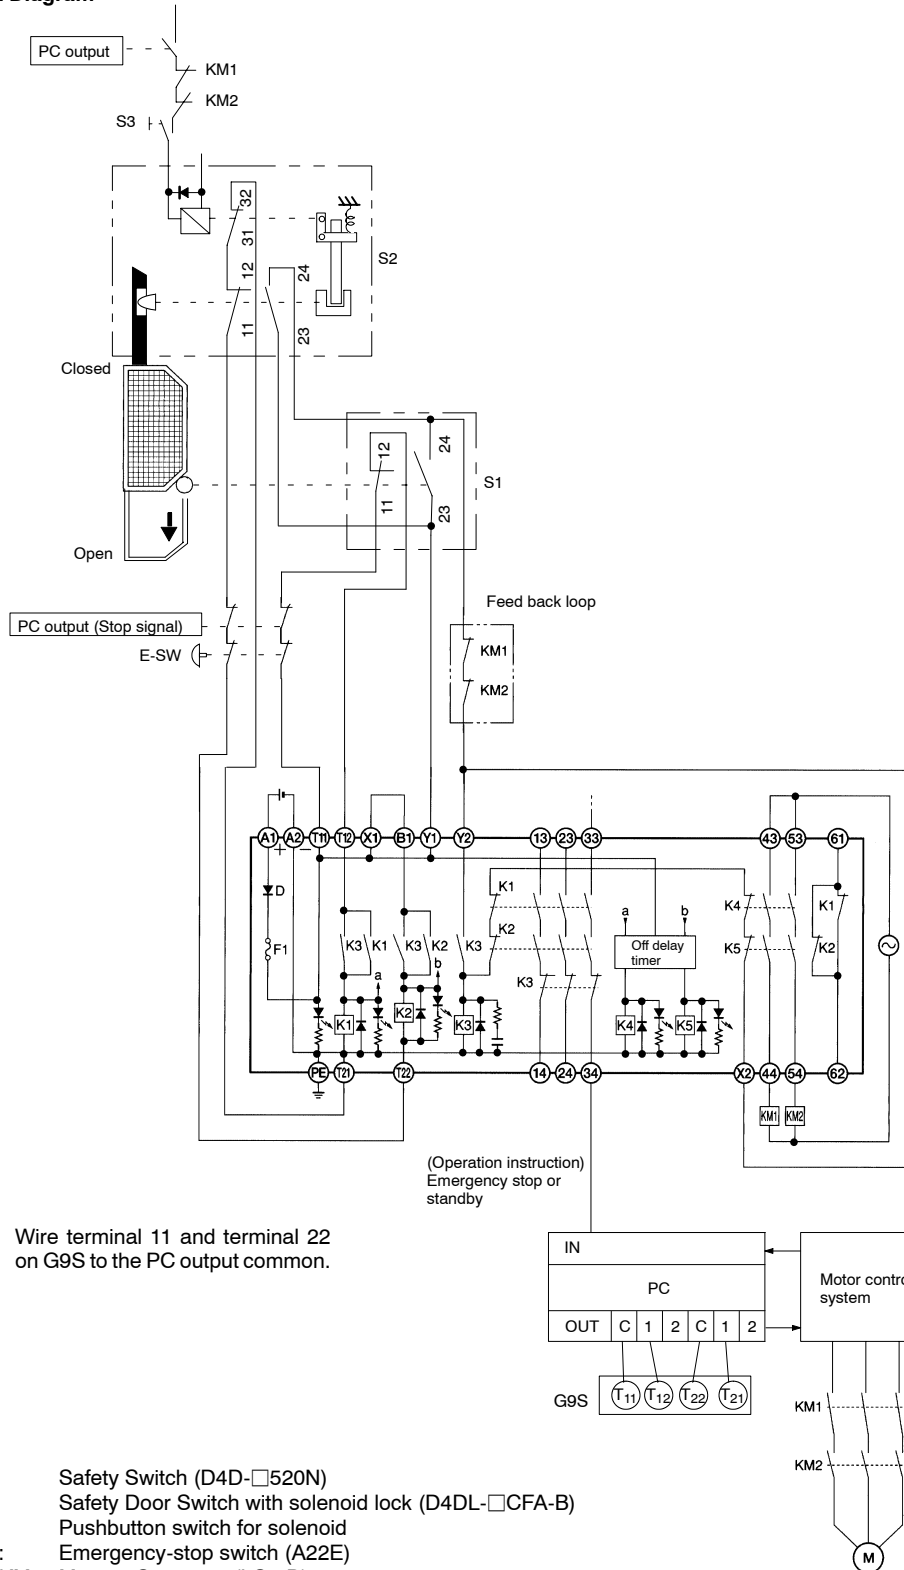 Diagram
PC output
KM1
KM2
S3
32
31
12
24
S2
11
23
Closed
12
24
S1
11
23
Open
Feed back loop
PC output (Stop signal)
E-SW
KM1
KM2
A1 A2 T11 T12 X1 B1 Y1 Y2 13 23 33 43 53 61
+ −
D
F1
K3 K1 K3 K2 K3
K1
K2
K3
a b
Off delay
timer
K4
K5
K1
K2
a
b
K1 K2 K3 K4 K5
PE T21 T22 14 24 34 X2 44 54 62
KM1 KM2
(Operation instruction)
Emergency stop or
standby
Wire terminal 11 and terminal 22
on G9S to the PC output common.
IN
PC
OUT C 1 2 C 1 2
Motor contro
system
G9S T11 T12 T22 T21
KM1
KM2
M
Safety Switch (D4D-□520N)
Safety Door Switch with solenoid lock (D4DL-□CFA-B)
Pushbutton switch for solenoid
: Emergency-stop switch (A22E)